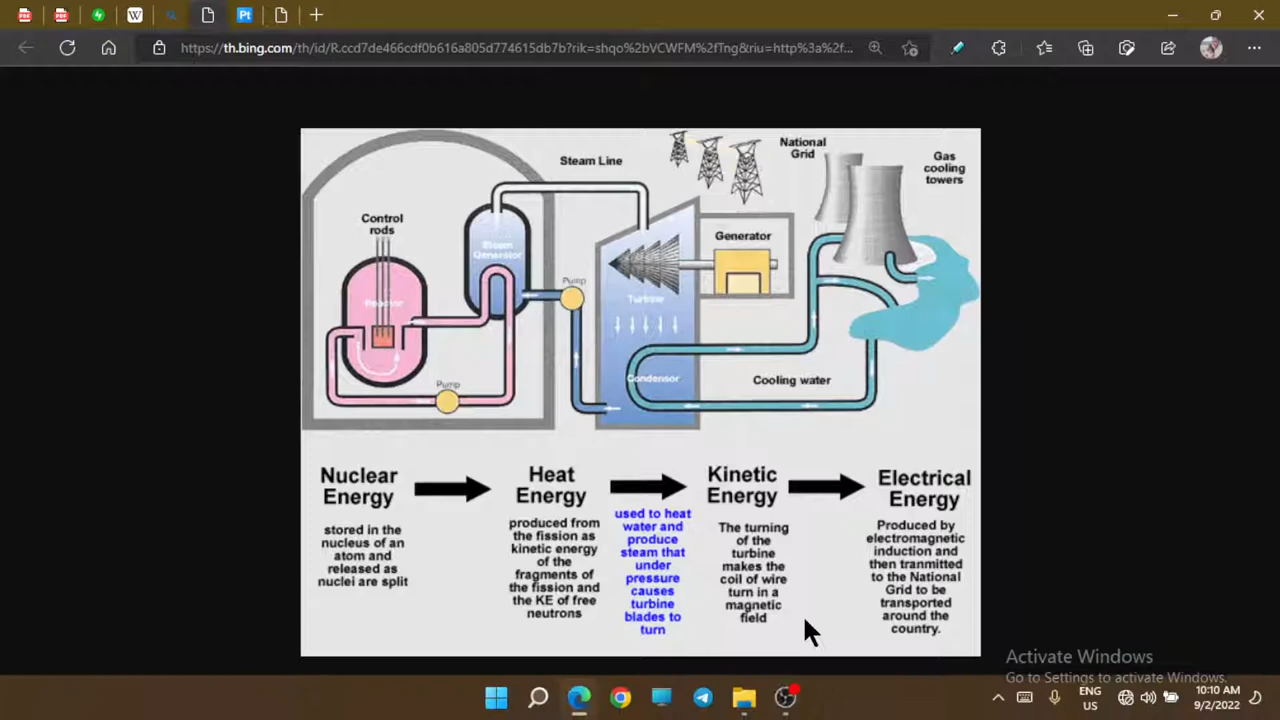 https://th.bing.com/th/id/R.ccd7de466cdf0b616a805d774615db7b?rik=shqo%2bVCWFM%2fTng&riu=http%3a%2f...
National
Grid
Gas
cooling
towers
Steam Line
Control
rods
Steam
Generator
Generator
Reactor
Pump
Turbine
Pump
Condensor
Cooling water
Nuclear
Energy
stored in the
nucleus of an
atom and
released as
nuclei are split
Heat
Energy
produced from
the fission as
kinetic energy
of the
fragments of
the fission and
the KE of free
neutrons
used to heat
water and
produce
steam that
under
pressure
causes
turbine
blades to
turn
Kinetic
Energy
The turning
of the
turbine
makes the
coil of wire
turn in a
magnetic
field
Electrical
Energy
Produced by
electromagnetic
induction and
then tranmitted
to the National
Grid to be
transported
around the
country.
Activate Windows
Go to Settings to activate Windows.
ENG
US
10:10 AM
9/2/2022